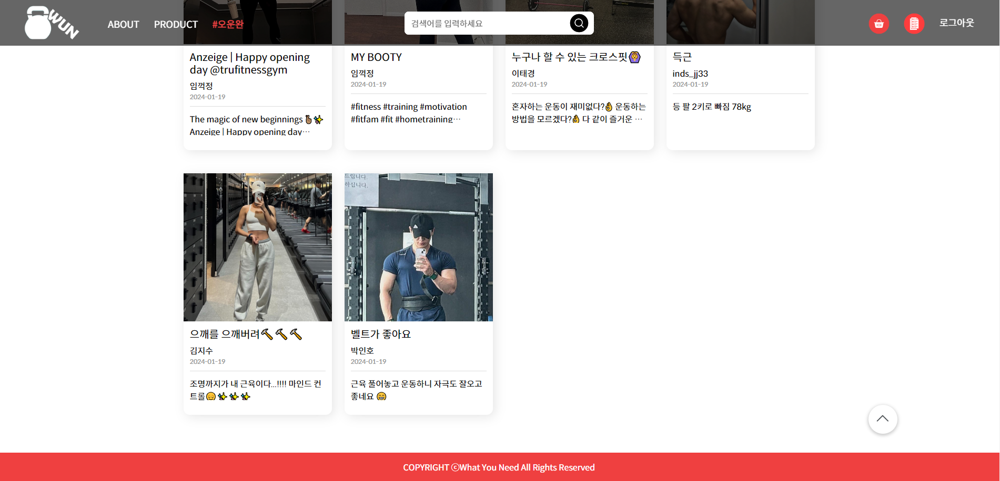 WUN
ABOUT
PRODUCT
#오운완
검색어를 입력하세요
로그아웃
Anzeige | Happy opening
day @trufitnessgym
임꺽정
2024-01-19
The magic of new beginnings🤞🏽✨
Anzeige | Happy opening day…
MY BOOTY
임꺽정
2024-01-19
#fitness #training #motivation
#fitfam #fit #hometraining…
누구나 할 수 있는 크로스핏🙆
이태경
2024-01-19
혼자하는 운동이 재미없다?👌 운동하는
방법을 모르겠다?👌 다 같이 즐거운 …
득근
inds_jj33
2024-01-19
등 팔 2키로 빠짐 78kg
드립니다.
하십니다.
으깨를 으깨버려🔨🔨🔨
김지수
2024-01-19
조명까지가 내 근육이다...!!!! 마인드 컨
트롤😌✨✨✨
벨트가 좋아요
박인호
2024-01-19
근육 풀어놓고 운동하니 자극도 잘오고
좋네요 😁
COPYRIGHT ⓒWhat You Need All Rights Reserved